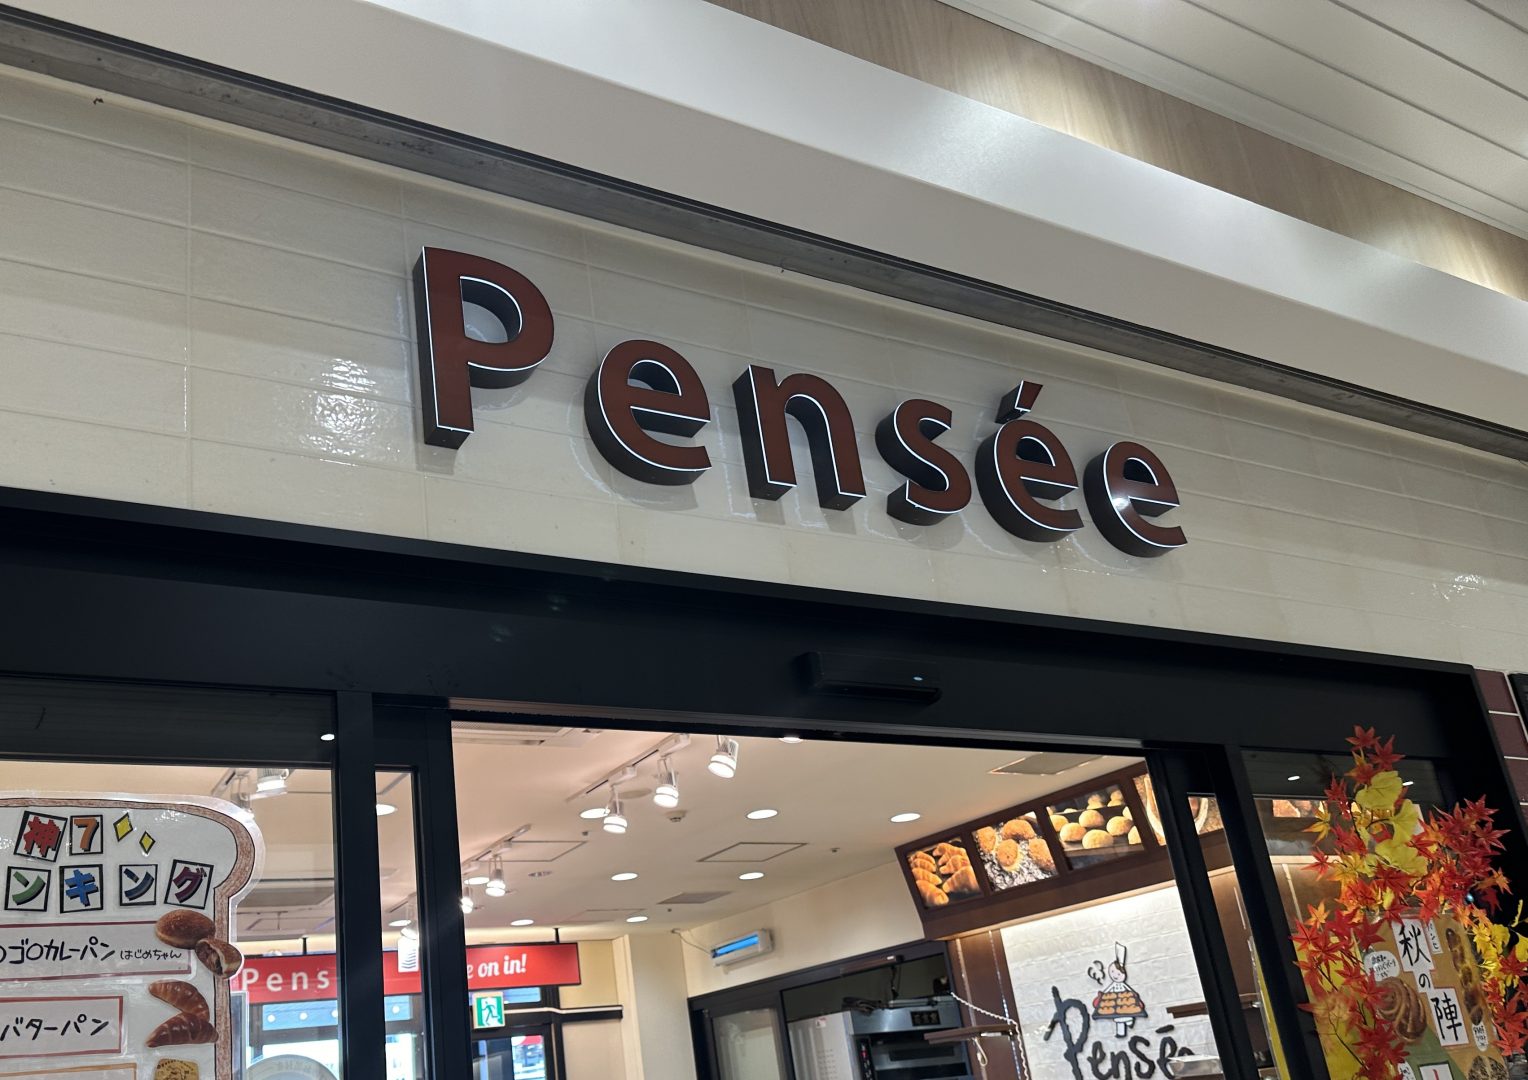 Pensée
神7
ンキング
ゴロカレーパン はじめちゃん
バターパン
Pens
e on in!
Pensée
秋
の
陣